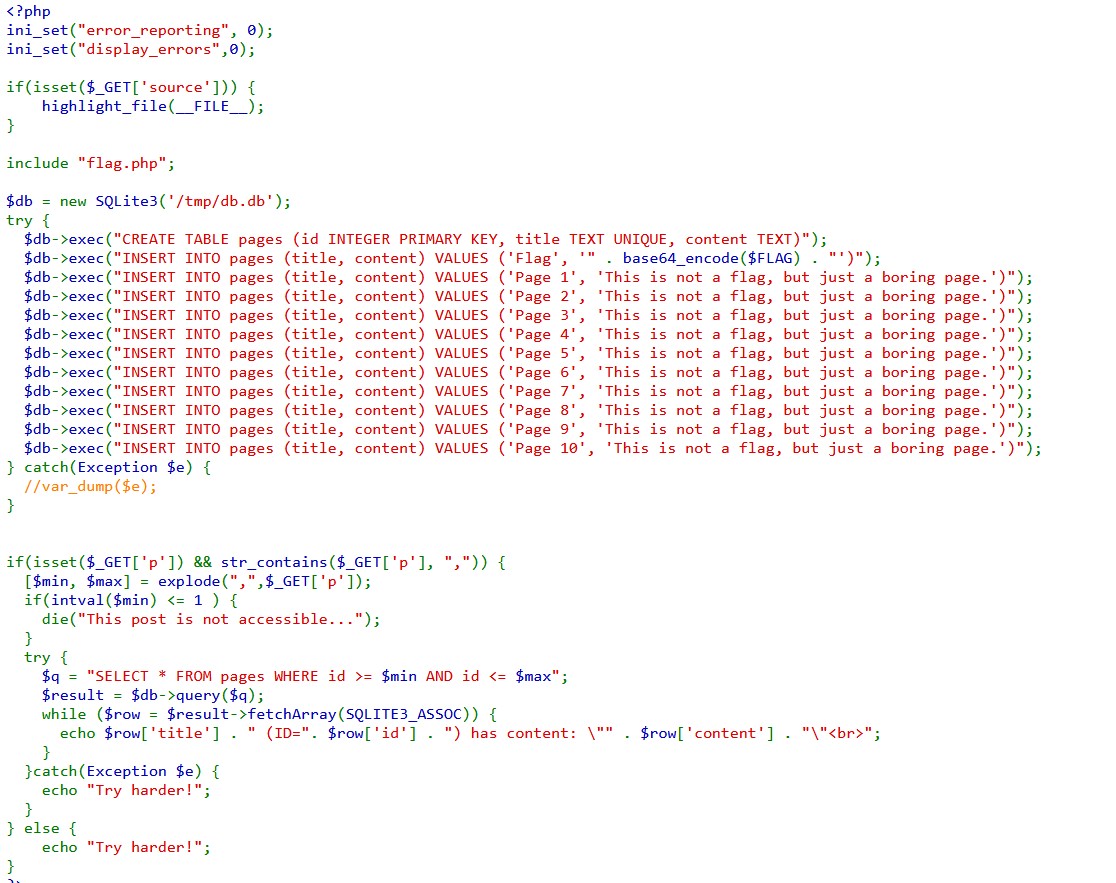 <?php
ini_set("error_reporting", 0);
ini_set("display_errors",0);

if(isset($_GET['source'])) {
    highlight_file(__FILE__);
}

include "flag.php";

$db = new SQLite3('/tmp/db.db');
try {
  $db->exec("CREATE TABLE pages (id INTEGER PRIMARY KEY, title TEXT UNIQUE, content TEXT)");
  $db->exec("INSERT INTO pages (title, content) VALUES ('Flag', '" . base64_encode($FLAG) . "')");
  $db->exec("INSERT INTO pages (title, content) VALUES ('Page 1', 'This is not a flag, but just a boring page.')");
  $db->exec("INSERT INTO pages (title, content) VALUES ('Page 2', 'This is not a flag, but just a boring page.')");
  $db->exec("INSERT INTO pages (title, content) VALUES ('Page 3', 'This is not a flag, but just a boring page.')");
  $db->exec("INSERT INTO pages (title, content) VALUES ('Page 4', 'This is not a flag, but just a boring page.')");
  $db->exec("INSERT INTO pages (title, content) VALUES ('Page 5', 'This is not a flag, but just a boring page.')");
  $db->exec("INSERT INTO pages (title, content) VALUES ('Page 6', 'This is not a flag, but just a boring page.')");
  $db->exec("INSERT INTO pages (title, content) VALUES ('Page 7', 'This is not a flag, but just a boring page.')");
  $db->exec("INSERT INTO pages (title, content) VALUES ('Page 8', 'This is not a flag, but just a boring page.')");
  $db->exec("INSERT INTO pages (title, content) VALUES ('Page 9', 'This is not a flag, but just a boring page.')");
  $db->exec("INSERT INTO pages (title, content) VALUES ('Page 10', 'This is not a flag, but just a boring page.')");
} catch(Exception $e) {
  //var_dump($e);
}

if(isset($_GET['p']) && str_contains($_GET['p'], ",")) {
  [$min, $max] = explode(",",$_GET['p']);
  if(intval($min) <= 1 ) {
    die("This post is not accessible...");
  }
  try {
    $q = "SELECT * FROM pages WHERE id >= $min AND id <= $max";
    $result = $db->query($q);
    while ($row = $result->fetchArray(SQLITE3_ASSOC)) {
      echo $row['title'] . " (ID=". $row['id'] . ") has content: \"" . $row['content'] . "\"<br>";
    }
  }catch(Exception $e) {
    echo "Try harder!";
  }
} else {
    echo "Try harder!";
}